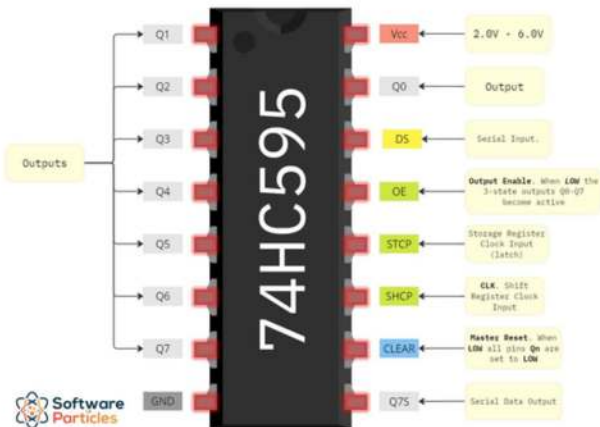 Outputs
Q1
Q2
Q3
Q4
Q5
Q6
Q7
GND
74HC595
Vcc
2.0V - 6.0V
Q0
Output
DS
Serial Input.
OE
Output Enable. When LOW the
3-state outputs Q0-Q7
become active
STCP
Storage Register
Clock Input
(latch)
SHCP
CLK. Shift
Register Clock
Input
CLEAR
Master Reset. When
LOW all pins Qn are
set to LOW
Q7S
Serial Data Output
Software
Particles